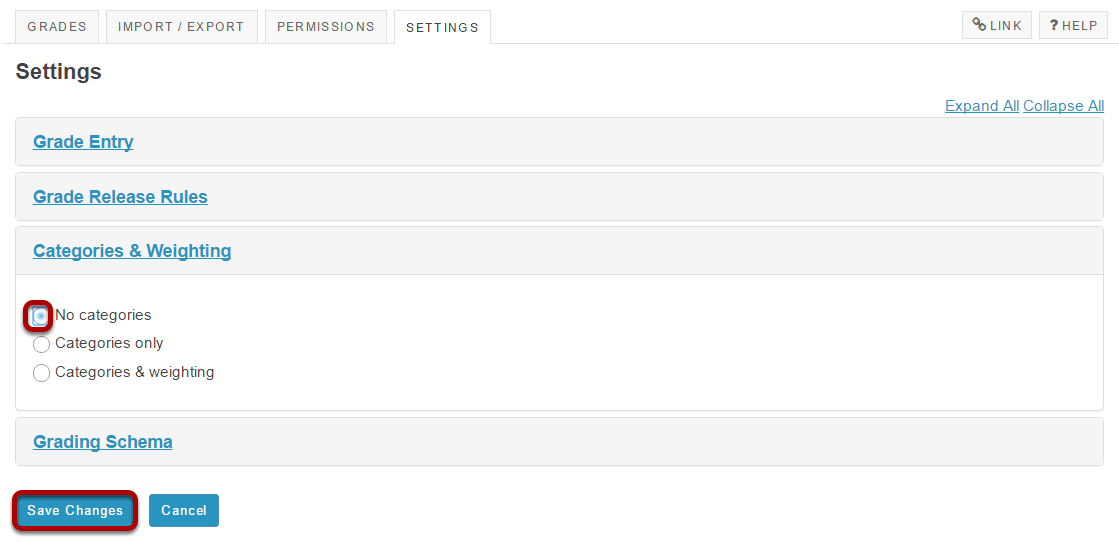 GRADES IMPORT / EXPORT PERMISSIONS SETTINGS LINK ? HELP
Settings
Expand All Collapse All
Grade Entry
Grade Release Rules
Categories & Weighting
No categories
Categories only
Categories & weighting
Grading Schema
Save Changes Cancel